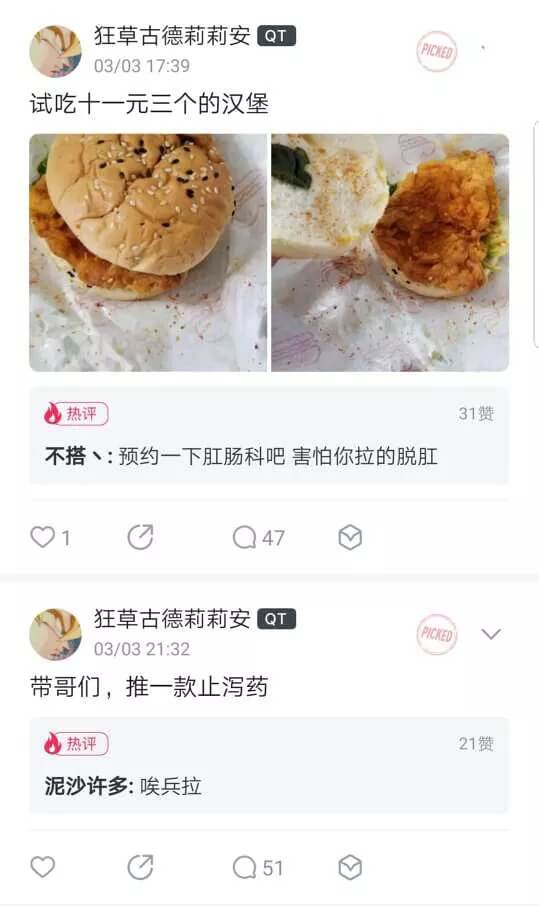 狂草古德莉莉安 QT
PICKED
03/03 17:39
试吃十一元三个的汉堡
热评
31赞
不搭丶: 预约一下肛肠科吧 害怕你拉的脱肛
1
47
狂草古德莉莉安 QT
PICKED
03/03 21:32
带哥们，推一款止泻药
热评
21赞
泥沙许多: 唉兵拉
51